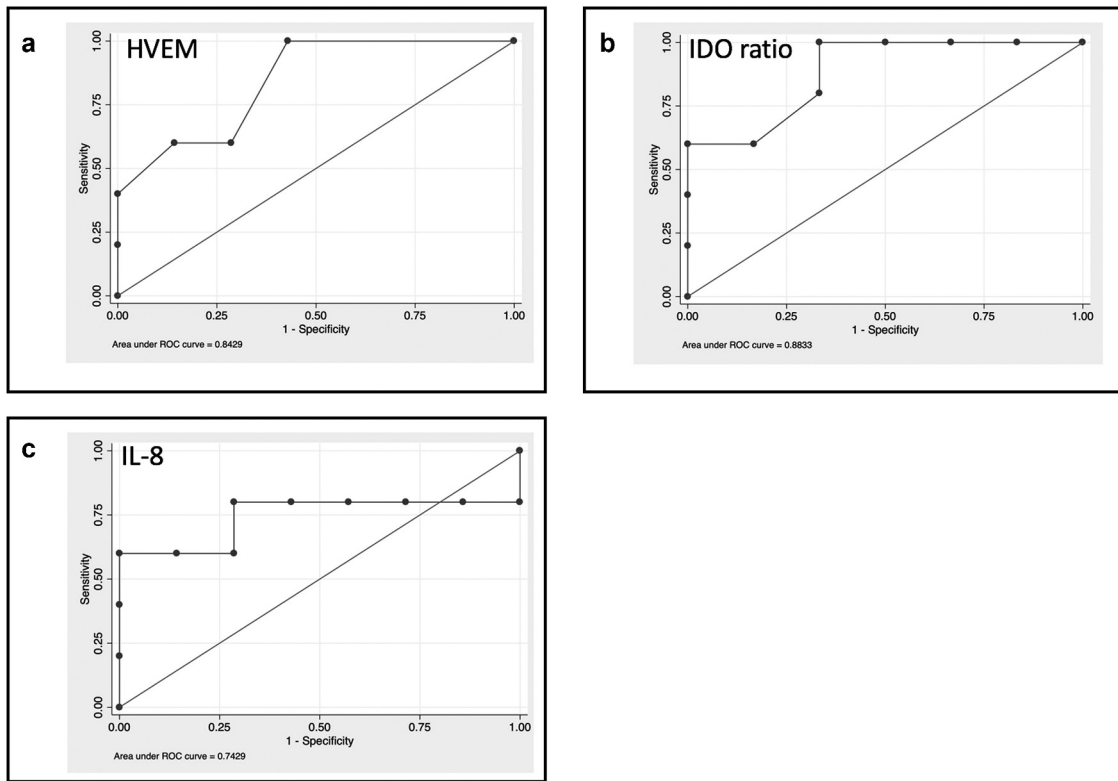 a
HVEM
1.00
0.75
0.50
0.25
0.00
Sensitivity
0.00 0.25 0.50 0.75 1.00
1 - Specificity
Area under ROC curve = 0.8429
b
IDO ratio
1.00
0.75
0.50
0.25
0.00
Sensitivity
0.00 0.25 0.50 0.75 1.00
1 - Specificity
Area under ROC curve = 0.8833
c
IL-8
1.00
0.75
0.50
0.25
0.00
Sensitivity
0.00 0.25 0.50 0.75 1.00
1 - Specificity
Area under ROC curve = 0.7429